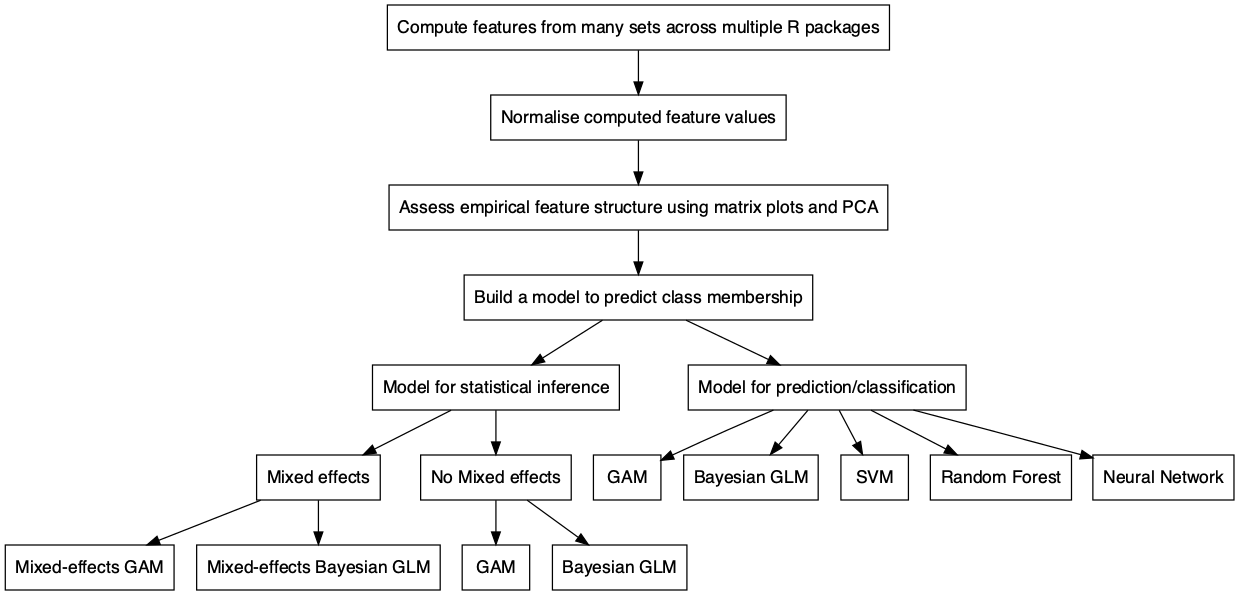 Compute features from many sets across multiple R packages
Normalise computed feature values
Assess empirical feature structure using matrix plots and PCA
Build a model to predict class membership
Model for statistical inference
Model for prediction/classification
Mixed effects
No Mixed effects
GAM
Bayesian GLM
SVM
Random Forest
Neural Network
Mixed-effects GAM
Mixed-effects Bayesian GLM
GAM
Bayesian GLM